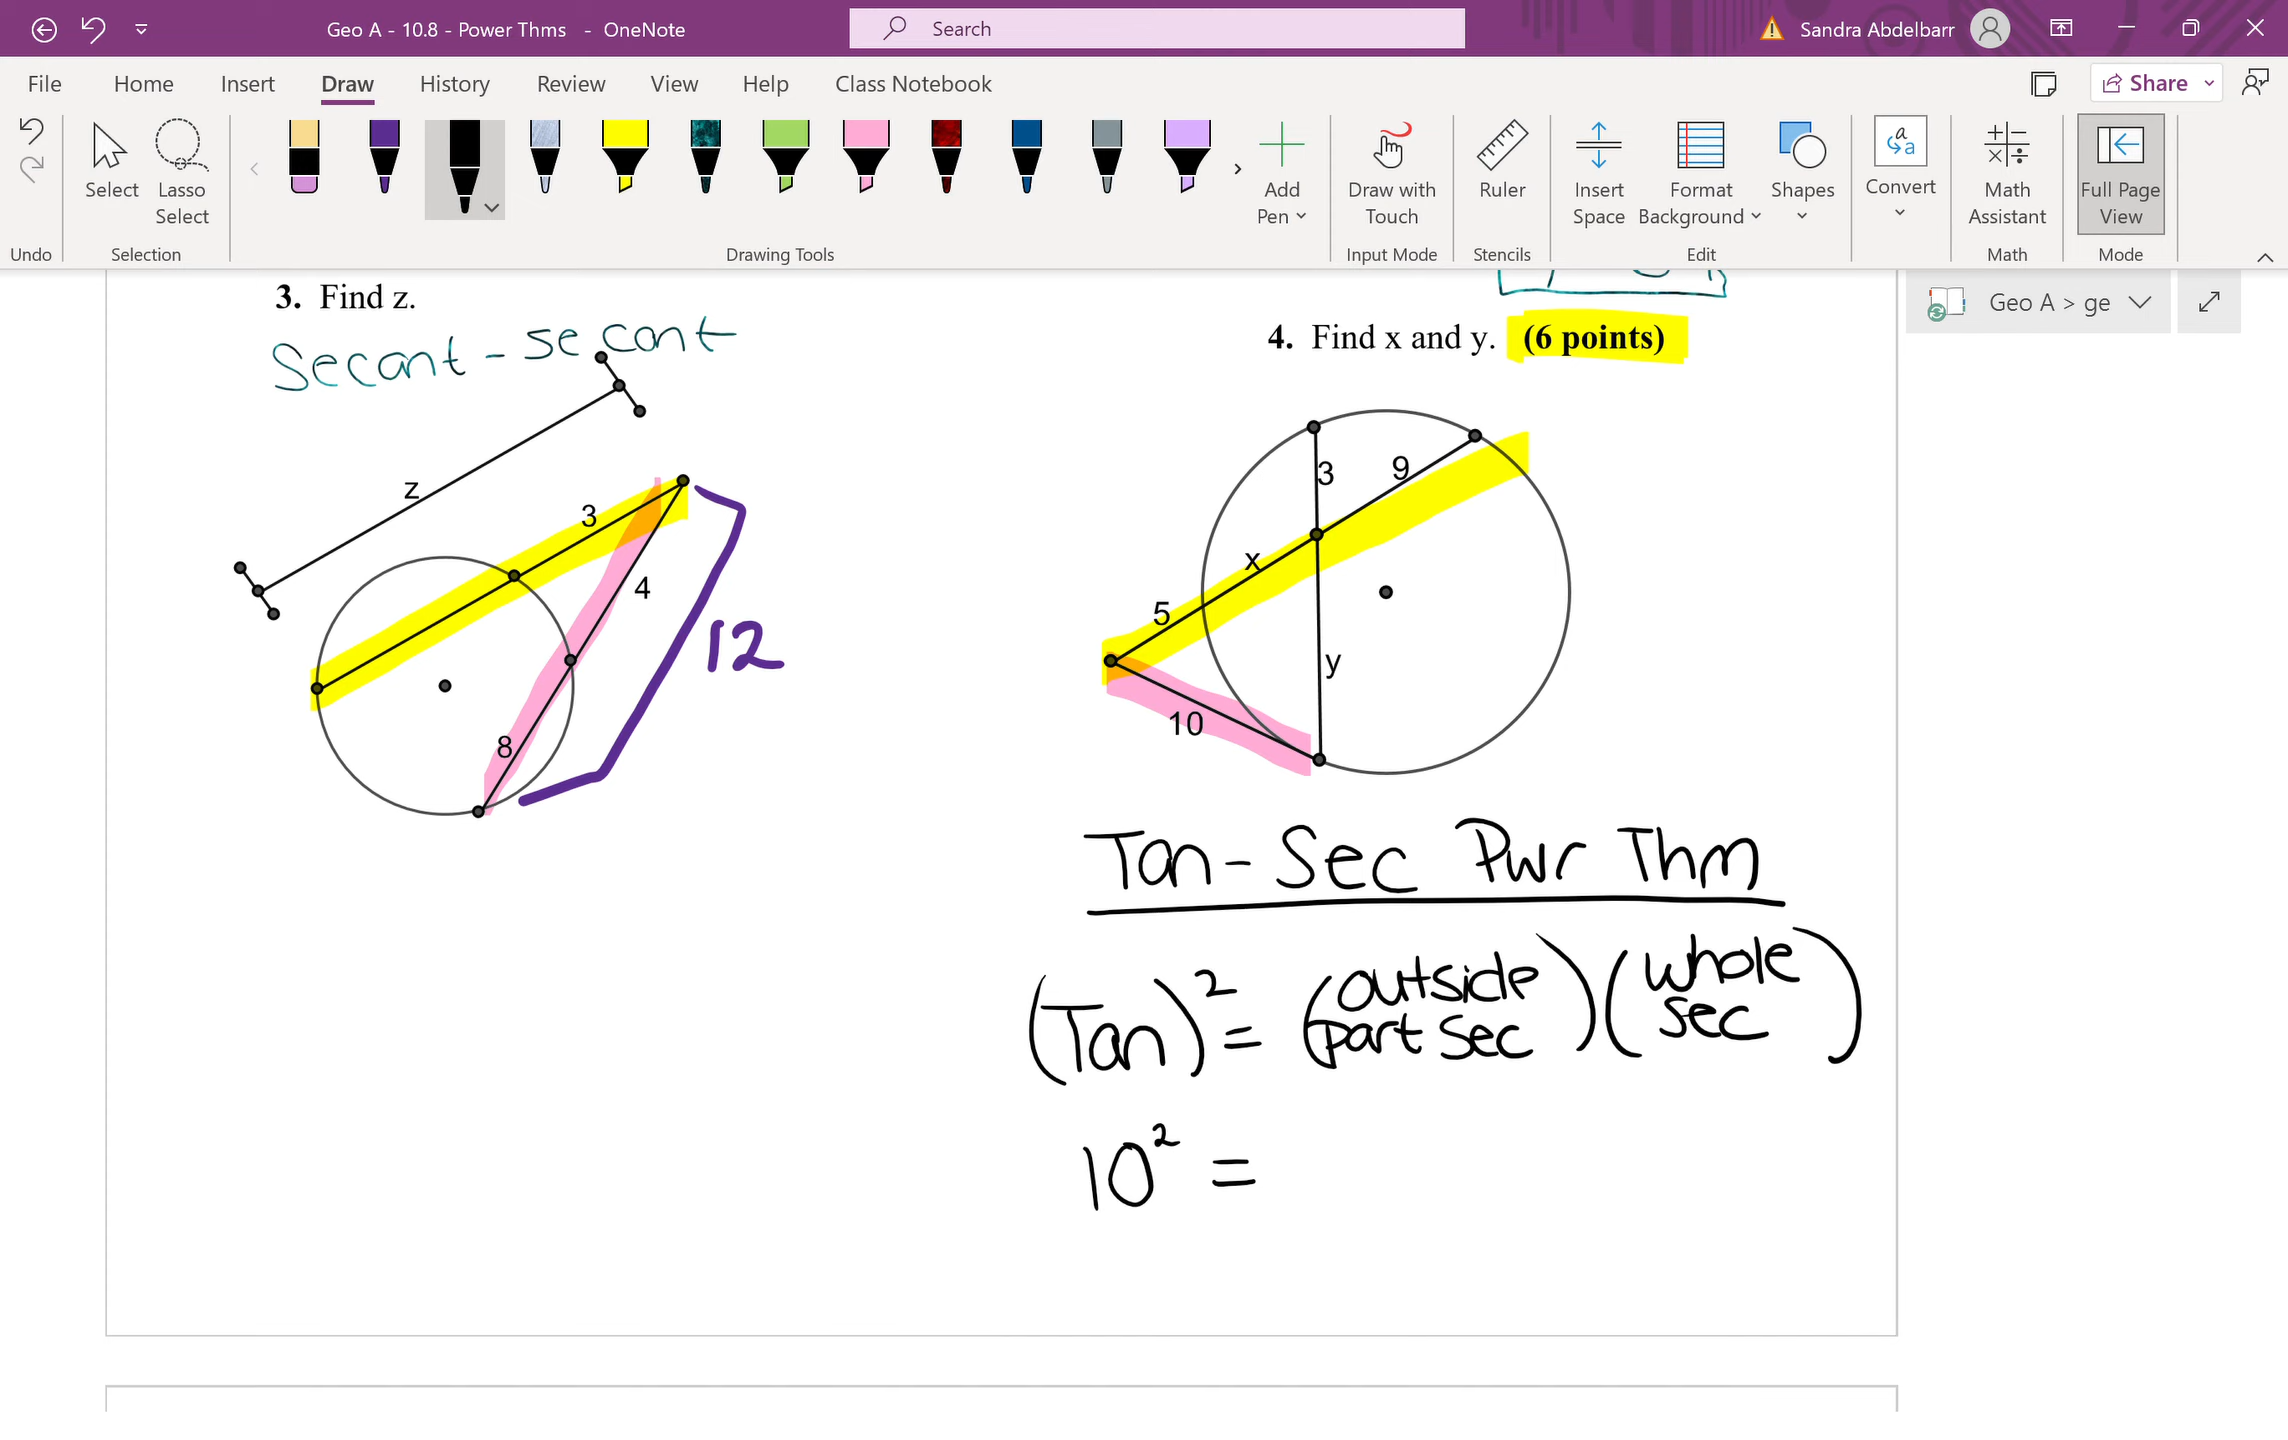 Geo A - 10.8 - Power Thms - OneNote
Search
Sandra Abdelbarr
File Home Insert Draw History Review View Help Class Notebook
Share
Select
Lasso Select
Add Pen
Draw with Touch
Ruler
Insert Space
Format Background
Shapes
Convert
Math Assistant
Full Page View
Undo Selection Drawing Tools Input Mode Stencils Edit Math Mode
Geo A > ge
3. Find z.
Secant - secant
z
3
4
8
12
4. Find x and y. (6 points)
3
9
x
5
y
10
Tan - Sec Pwr Thm
(Tan)² = (outside part sec)(whole sec)
10² =